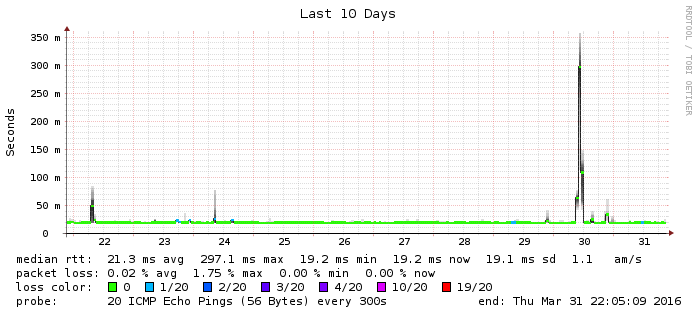 Last 10 Days
RRDTOOL / TOBI OETIKER
Seconds
350 m
300 m
250 m
200 m
150 m
100 m
50 m
0
22 23 24 25 26 27 28 29 30 31
median rtt: 21.3 ms avg 297.1 ms max 19.2 ms min 19.2 ms now 19.1 ms sd 1.1 am/s
packet loss: 0.02 % avg 1.75 % max 0.00 % min 0.00 % now
loss color: 0 1/20 2/20 3/20 4/20 10/20 19/20
probe: 20 ICMP Echo Pings (56 Bytes) every 300s end: Thu Mar 31 22:05:09 2016